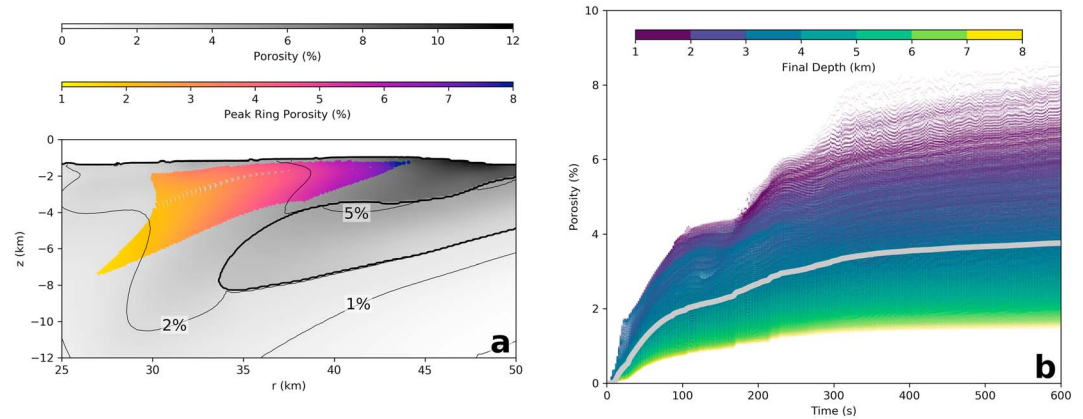 0 2 4 6 8 10 12
Porosity (%)
1 2 3 4 5 6 7 8
Peak Ring Porosity (%)
0
−2
−4
−6
−8
−10
−12
z (km)
5%
1%
2%
a
25 30 35 40 45 50
r (km)
10
8
6
4
2
0
Porosity (%)
1 2 3 4 5 6 7 8
Final Depth (km)
b
0 100 200 300 400 500 600
Time (s)